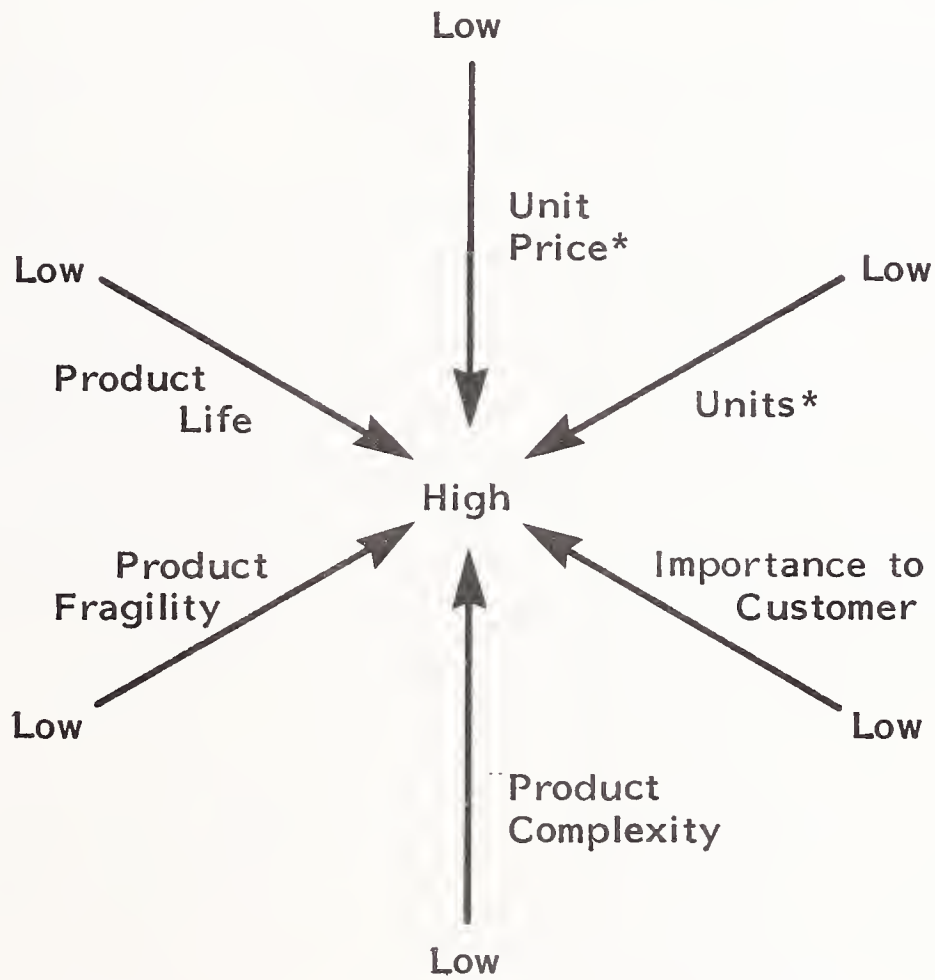 Low
Unit
Price*
Low
Low
Product
Life
Units*
High
Product
Fragility
Importance to
Customer
Low
Low
Product
Complexity
Low